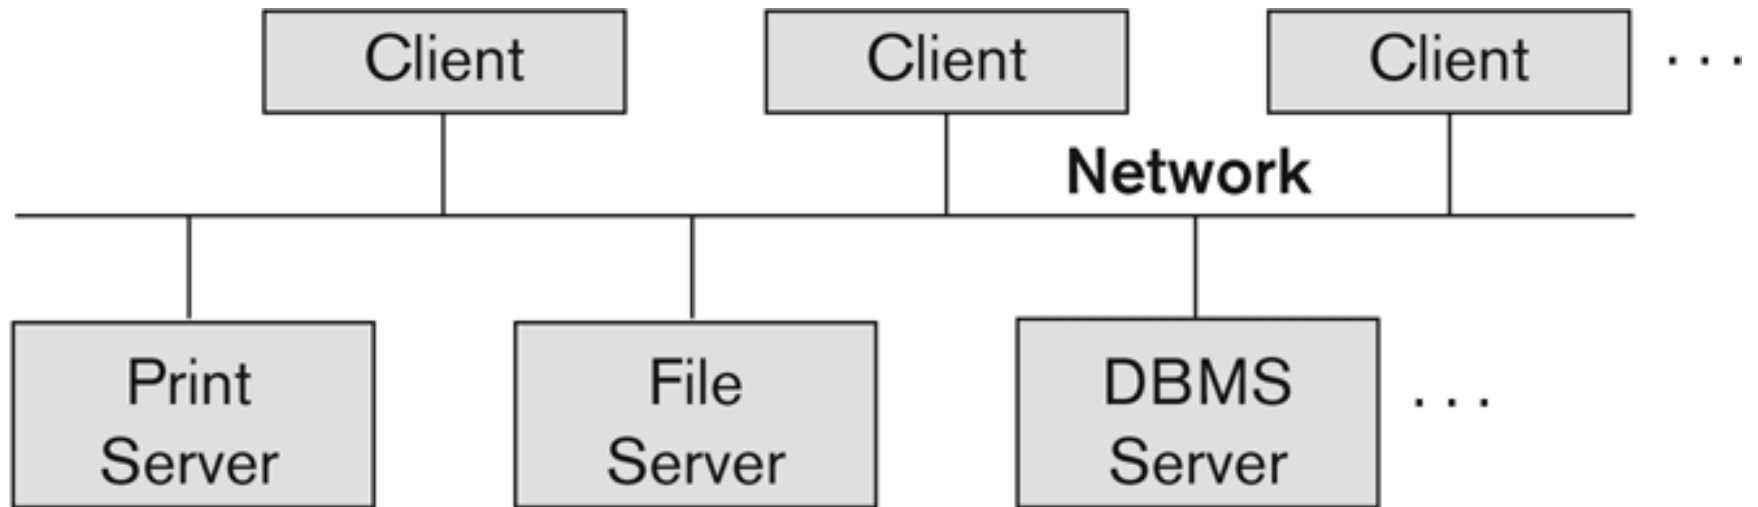 Client Client Client . . .
Network
Print File DBMS . . .
Server Server Server